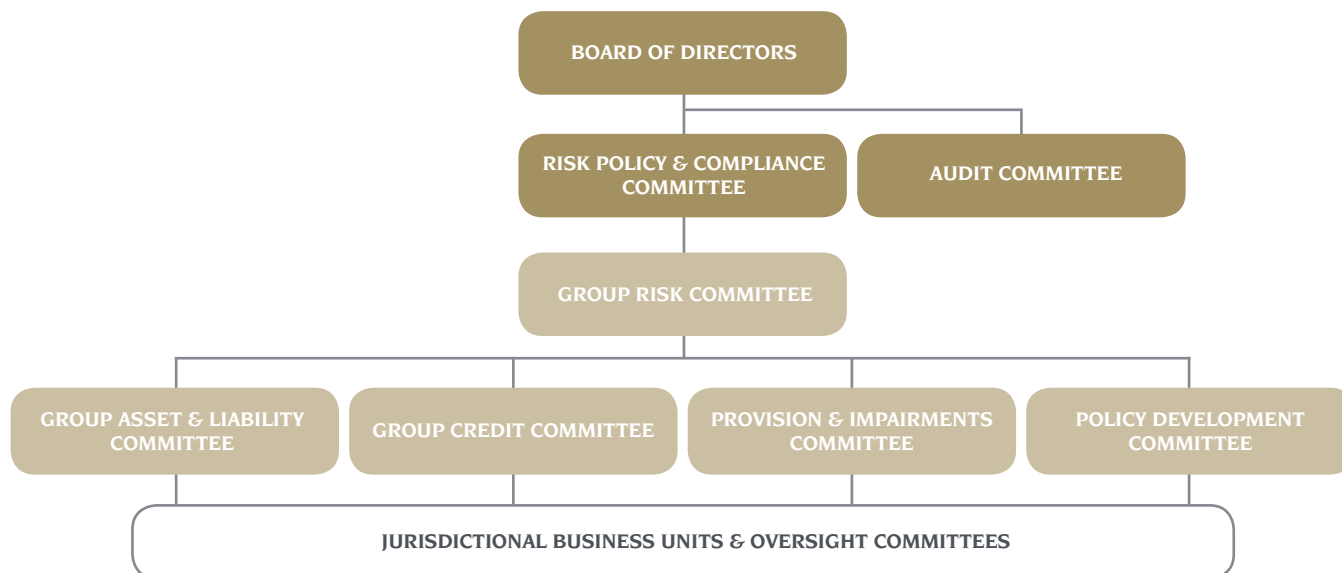 BOARD OF DIRECTORS
RISK POLICY & COMPLIANCE
COMMITTEE
AUDIT COMMITTEE
GROUP RISK COMMITTEE
GROUP ASSET & LIABILITY
COMMITTEE
GROUP CREDIT COMMITTEE
PROVISION & IMPAIRMENTS
COMMITTEE
POLICY DEVELOPMENT
COMMITTEE
JURISDICTIONAL BUSINESS UNITS & OVERSIGHT COMMITTEES